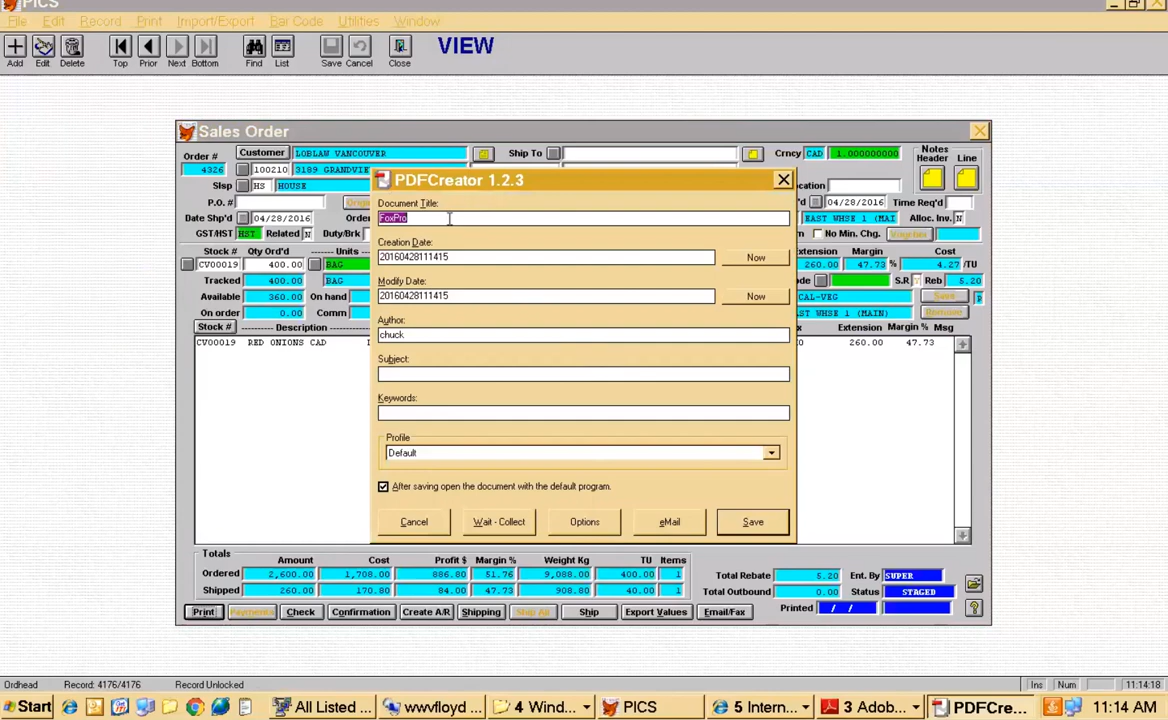 PICS
File Edit Record Print Import/Export Bar Code Utilities Window
Add Edit Delete Top Prior Next Bottom Find List Save Cancel Close
VIEW
Sales Order
Order # Customer LOBLAW VANCOUVER Ship To Crncy CAD 1.000000000 Notes
Header Line
4326 100210 3189 GRANDVIE
Slsp HS HOUSE ocation
P.O. #
Date Shp'd 04/28/2016 Orde 'd 04/28/2016 Time Req'd
EAST WHSE 1 (MAI Alloc. Inv. N
GST/HST HST Related N Duty/Brk No Min. Chg. Voucher
Stock # Qty Ord'd Units Extension Margin Cost
CV00019 400.00 BAG 260.00 47.73 % 4.27 /TU
Tracked 400.00 BAG ode S.R Reb 5.20
Available 360.00 On hand CAL-VEG Save
On order 0.00 Comm ST WHSE 1 (MAIN) Remove
Stock # Description Extension Margin % Msg
CV00019 RED ONIONS CAD 260.00 47.73
PDFCreator 1.2.3
Document Title:
FoxPro
Creation Date:
20160428111415 Now
Modify Date:
20160428111415 Now
Author:
chuck
Subject:
Keywords:
Profile
Default
After saving open the document with the default program.
Cancel Wait - Collect Options eMail Save
Totals
Amount Cost Profit $ Margin % Weight Kg TU Items
Ordered 2,600.00 1,708.00 886.80 51.76 9,088.00 400.00 1
Shipped 260.00 170.80 84.00 47.73 908.80 40.00 1
Total Rebate 5.20 Ent. By SUPER
Total Outbound 0.00 Status STAGED
Printed / /
Print Payments Check Confirmation Create A/R Shipping Ship All Ship Export Values Email/Fax
Ordhead Record: 4176/4176 Record Unlocked Ins Num 11:14:18
Start All Listed ... wwvfloyd ... 4 Wind... PICS 5 Intern... 3 Adob... PDFCre... 11:14 AM